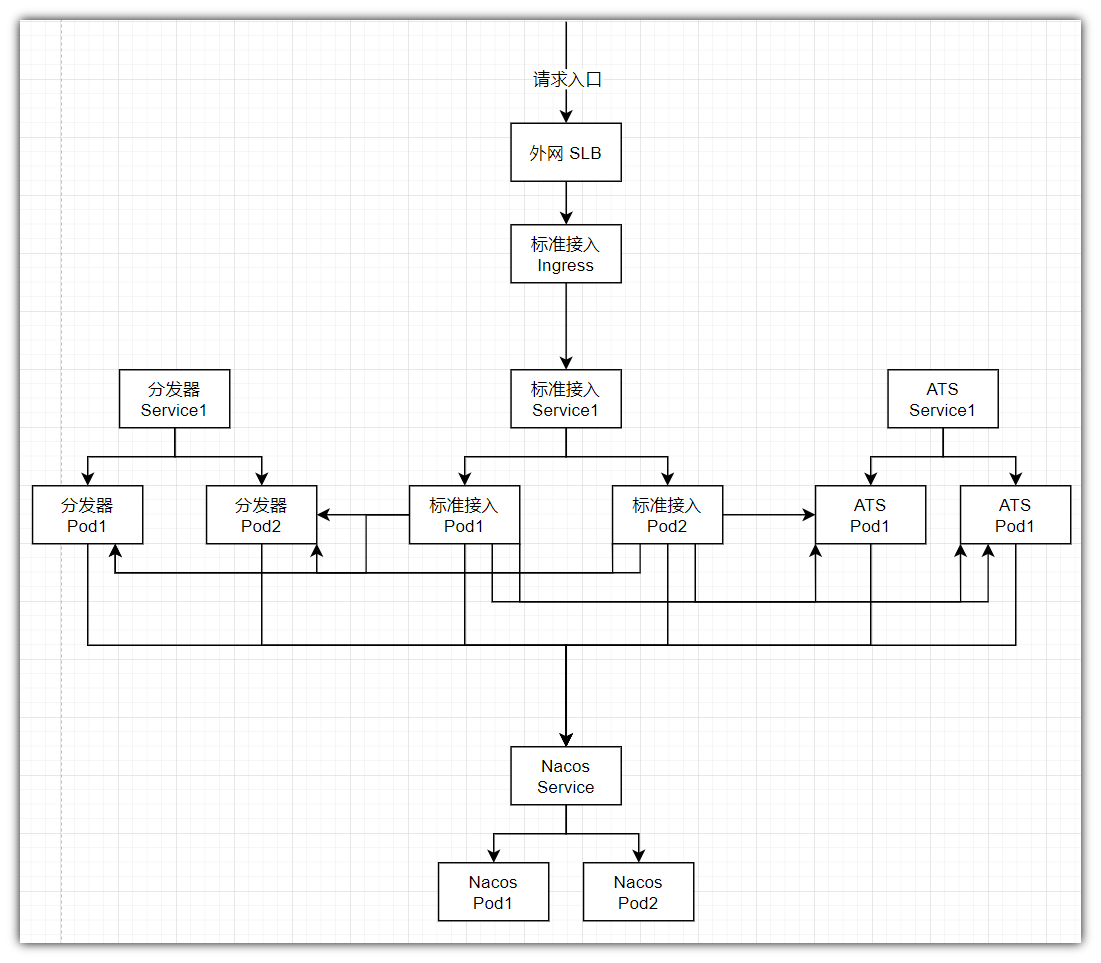 请求入口
外网 SLB
标准接入
Ingress
分发器
Service1
标准接入
Service1
ATS
Service1
分发器
Pod1
分发器
Pod2
标准接入
Pod1
标准接入
Pod2
ATS
Pod1
ATS
Pod1
Nacos
Service
Nacos
Pod1
Nacos
Pod2